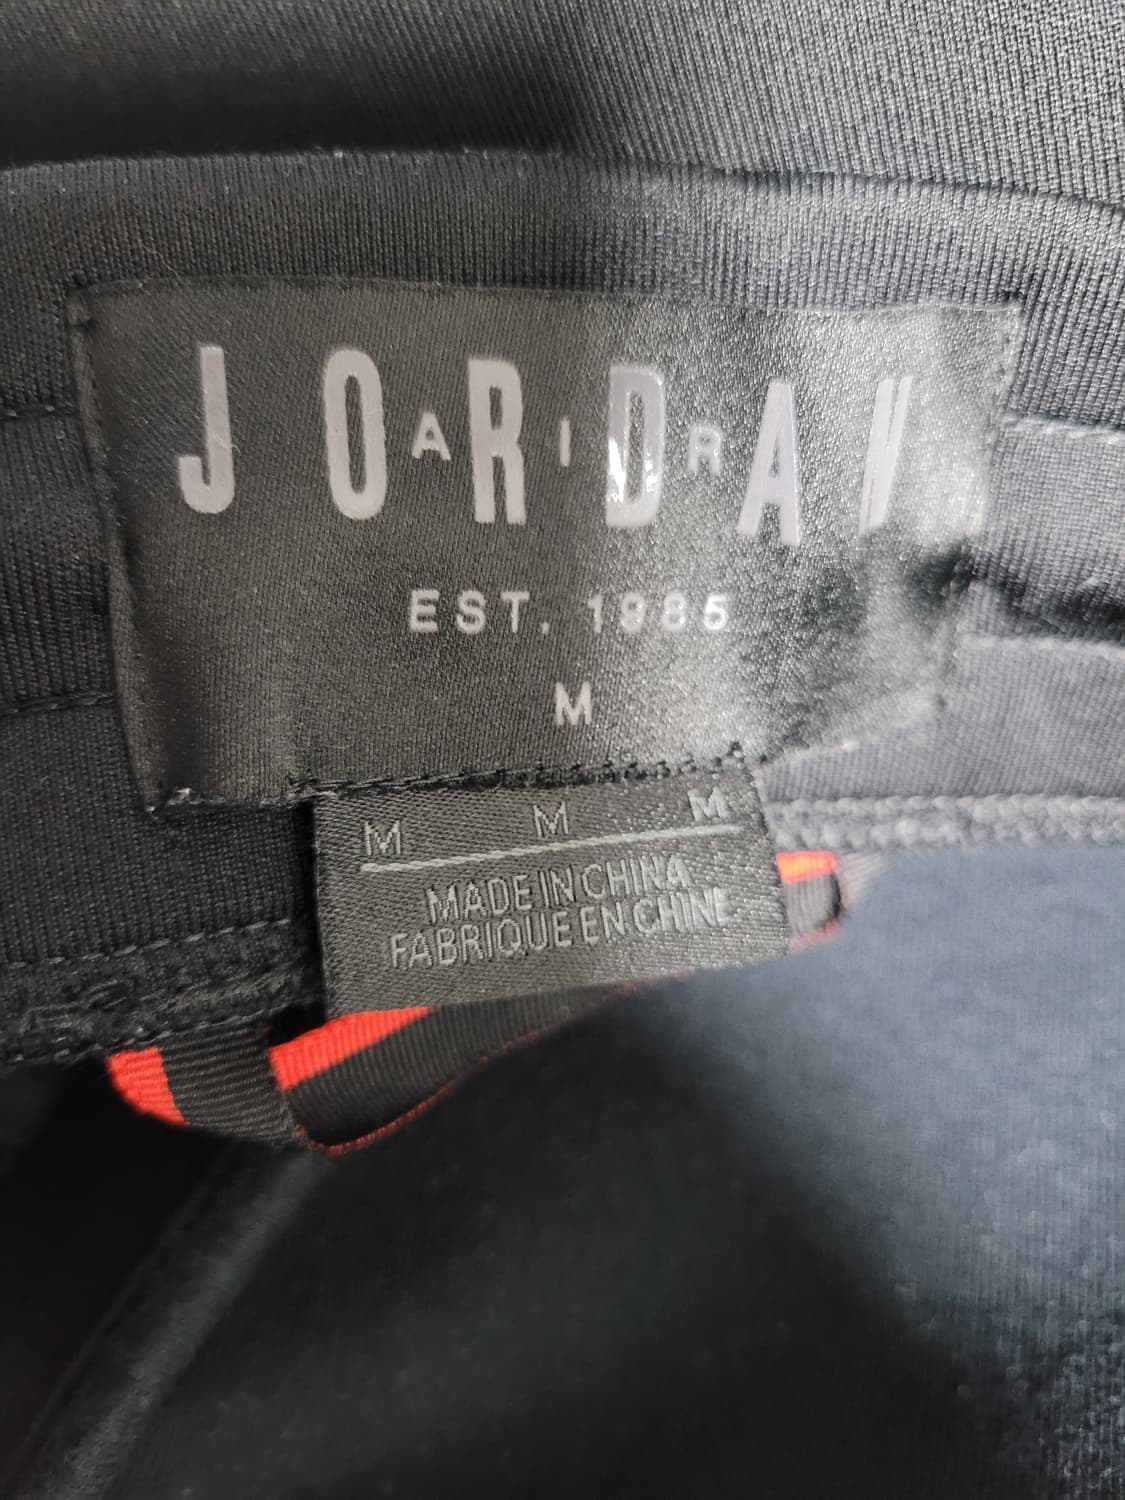 JORDAN
AIR
EST. 1985
M
M M M
MADE IN CHINA
FABRIQUE EN CHINE